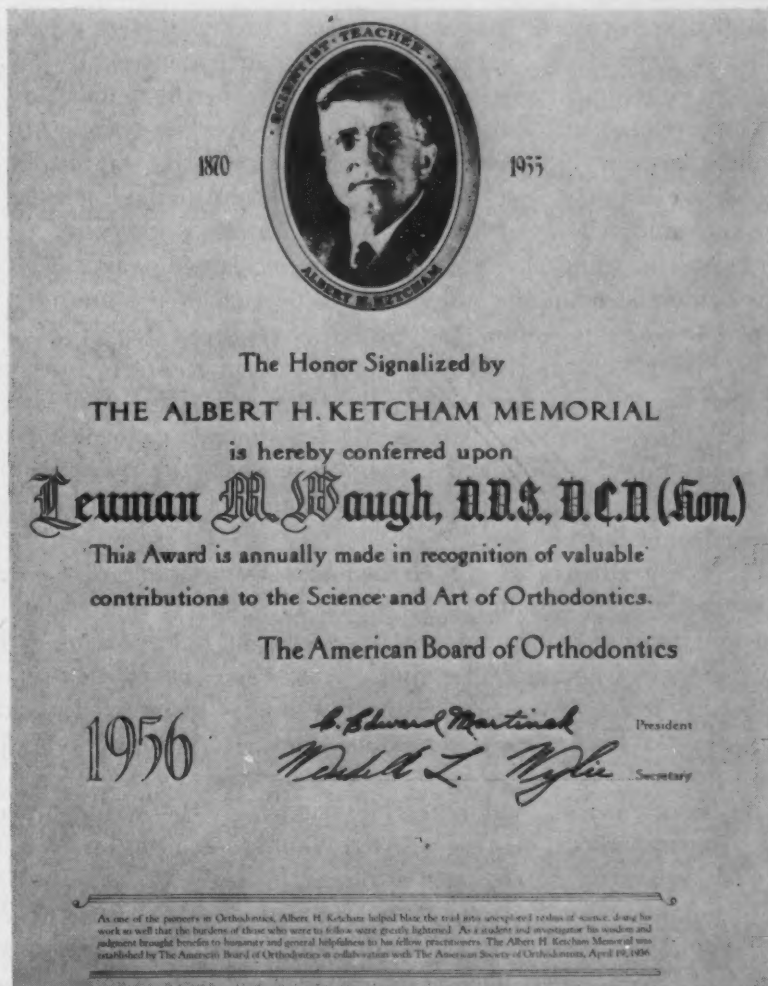 SCIENTIST · TEACHER ·
1870
1955
ALBERT H. KETCHAM
The Honor Signalized by
THE ALBERT H. KETCHAM MEMORIAL
is hereby conferred upon
Leuman M. Waugh, D.D.S., D.C.D (Hon.)
This Award is annually made in recognition of valuable
contributions to the Science and Art of Orthodontics.
The American Board of Orthodontics
1956
C. Edward Martinek
President
Wendell L. Wylie
Secretary
As one of the pioneers in Orthodontics, Albert H. Ketcham helped blaze the trail into unexplored realms of science, doing his
work so well that the burdens of those who were to follow were greatly lightened. As a student and investigator his wisdom and
judgment brought benefits to humanity and general helpfulness to his fellow practitioners. The Albert H. Ketcham Memorial was
established by The American Board of Orthodontics in collaboration with The American Society of Orthodontists, April 19, 1936